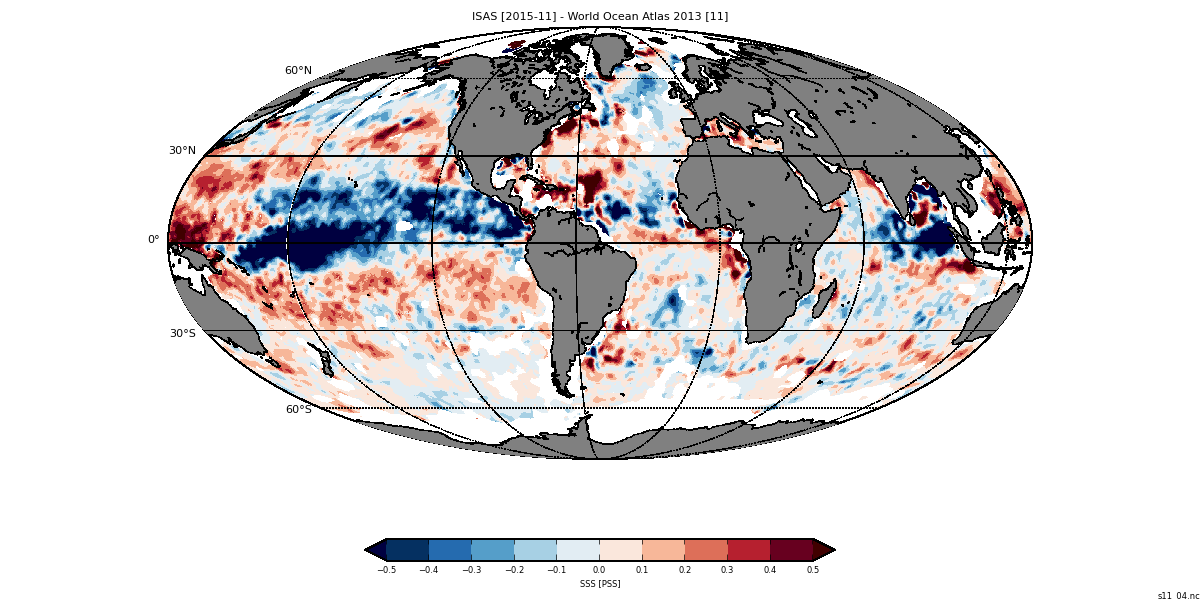 ISAS [2015-11] - World Ocean Atlas 2013 [11]
60°N
30°N
0°
30°S
60°S
−0.5 −0.4 −0.3 −0.2 −0.1 0.0 0.1 0.2 0.3 0.4 0.5
SSS [PSS]
s11_04.nc